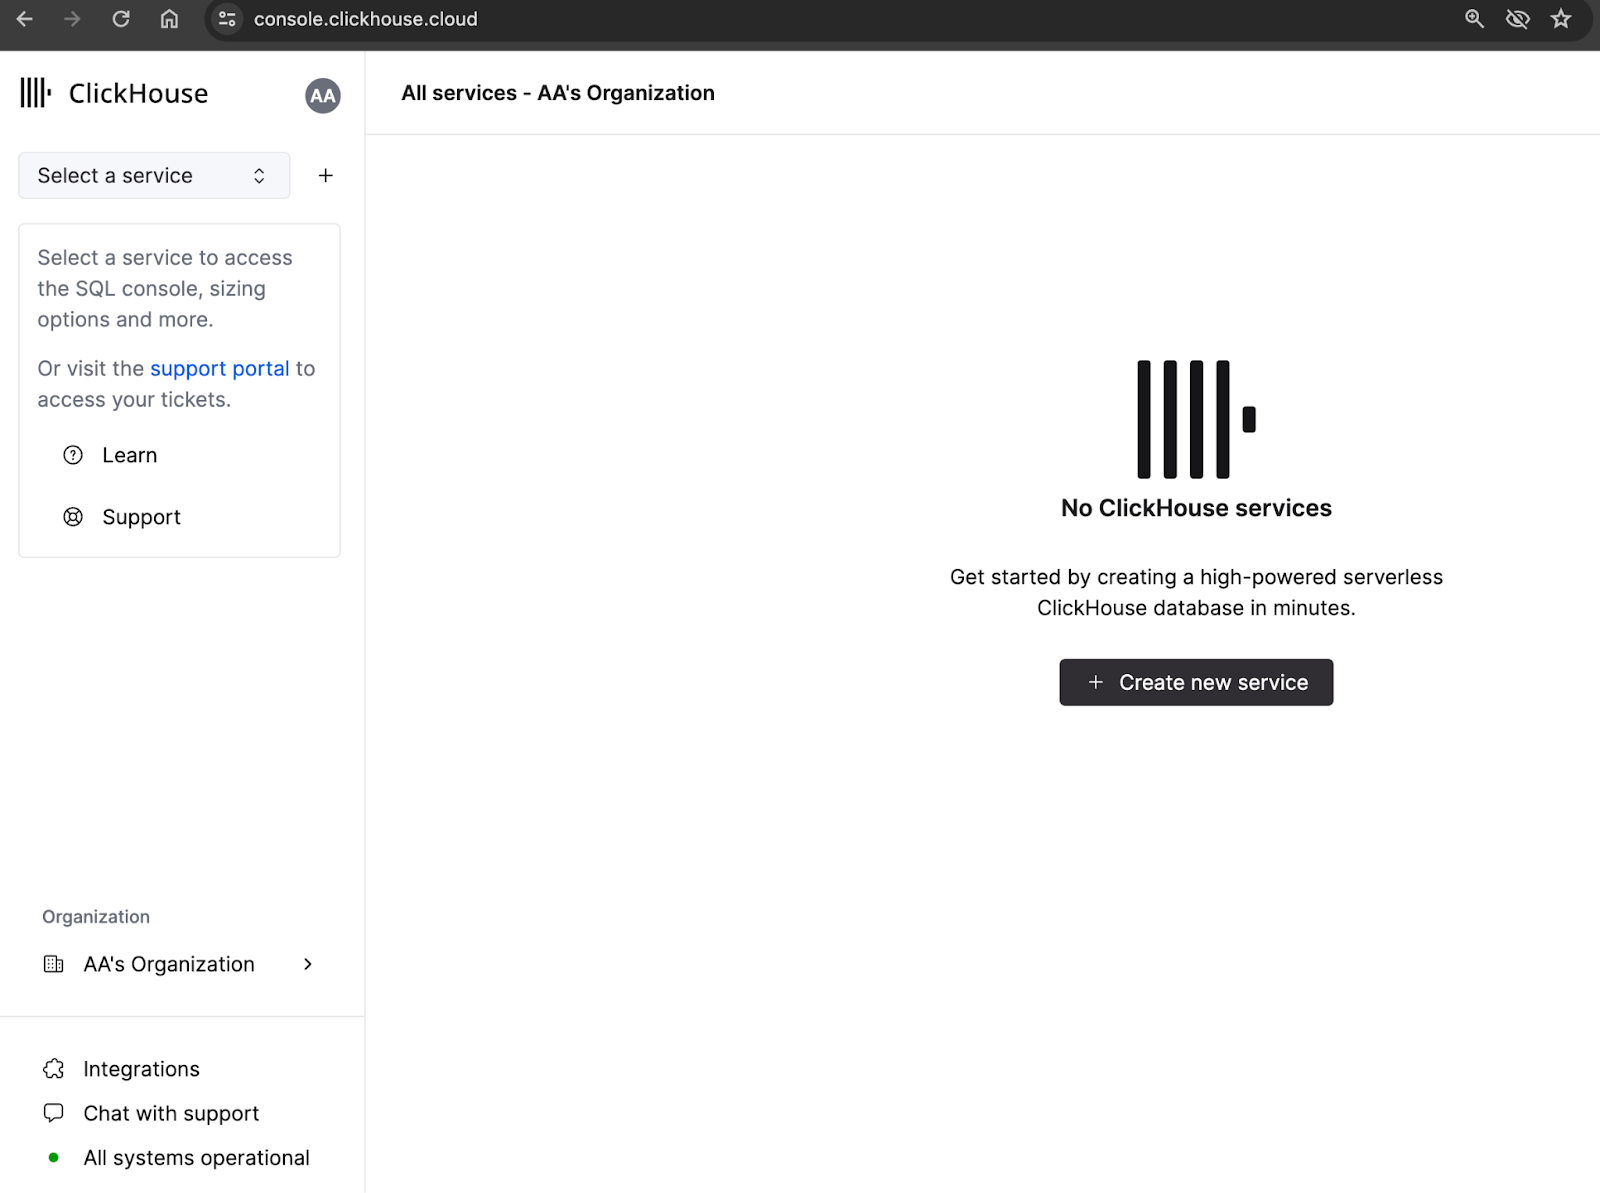 console.clickhouse.cloud
ClickHouse
AA
All services - AA's Organization
Select a service
+
Select a service to access
the SQL console, sizing
options and more.
Or visit the support portal to
access your tickets.
Learn
Support
No ClickHouse services
Get started by creating a high-powered serverless
ClickHouse database in minutes.
+ Create new service
Organization
AA's Organization
Integrations
Chat with support
All systems operational